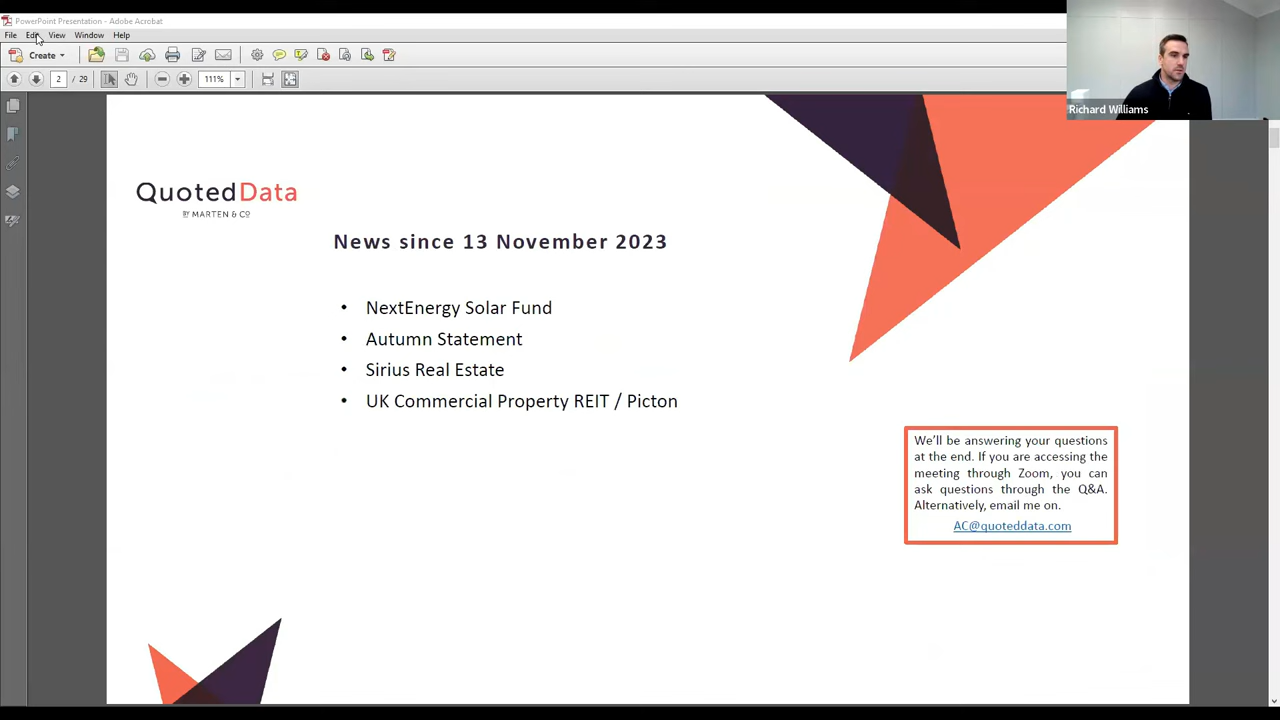 PowerPoint Presentation - Adobe Acrobat
File Edit View Window Help
Create
2 / 29 111%
Richard Williams
QuotedData
BY MARTEN & CO
News since 13 November 2023
• NextEnergy Solar Fund
• Autumn Statement
• Sirius Real Estate
• UK Commercial Property REIT / Picton
We'll be answering your questions
at the end. If you are accessing the
meeting through Zoom, you can
ask questions through the Q&A.
Alternatively, email me on.
AC@quoteddata.com